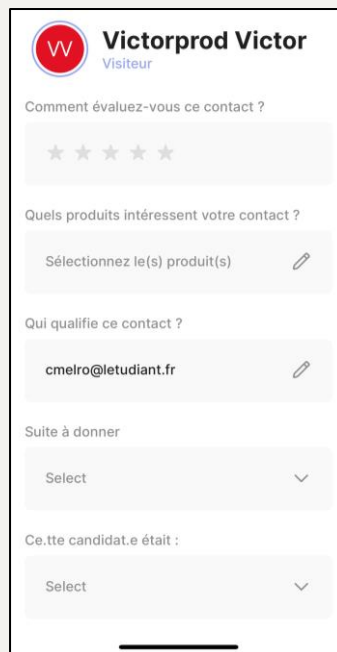 VV
Victorprod Victor
Visiteur
Comment évaluez-vous ce contact ?
Quels produits intéressent votre contact ?
Sélectionnez le(s) produit(s)
Qui qualifie ce contact ?
cmelro@letudiant.fr
Suite à donner
Select
Ce.tte candidat.e était :
Select